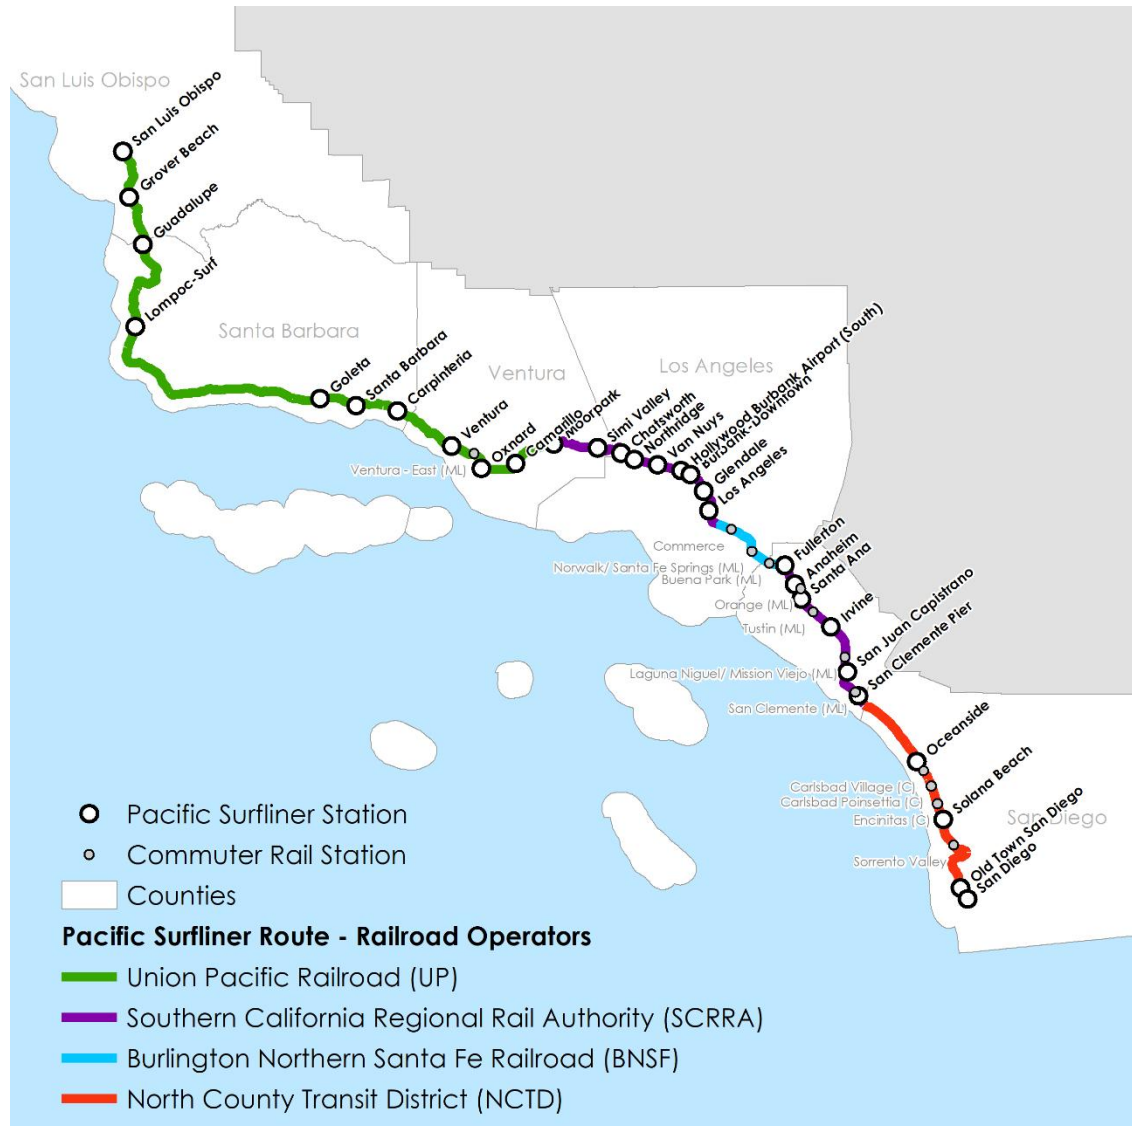 San Luis Obispo
San Luis Obispo
Grover Beach
Guadalupe
Lompoc-Surf
Santa Barbara
Goleta
Santa Barbara
Carpinteria
Ventura
Ventura
Ventura - East (ML)
Oxnard
Camarillo
Moorpark
Los Angeles
Simi Valley
Chatsworth
Northridge
Van Nuys
Hollywood Burbank Airport (South)
Burbank-Downtown
Glendale
Los Angeles
Commerce
Norwalk/ Santa Fe Springs (ML)
Buena Park (ML)
Fullerton
Anaheim
Santa Ana
Orange (ML)
Tustin (ML)
Irvine
Laguna Niguel/ Mission Viejo (ML)
San Juan Capistrano
San Clemente Pier
San Clemente (ML)
Oceanside
Carlsbad Village (C)
Carlsbad Poinsettia (C)
Encinitas (C)
Solana Beach
San Diego
Sorrento Valley
Old Town San Diego
San Diego
Pacific Surfliner Station
Commuter Rail Station
Counties
Pacific Surfliner Route - Railroad Operators
Union Pacific Railroad (UP)
Southern California Regional Rail Authority (SCRRA)
Burlington Northern Santa Fe Railroad (BNSF)
North County Transit District (NCTD)